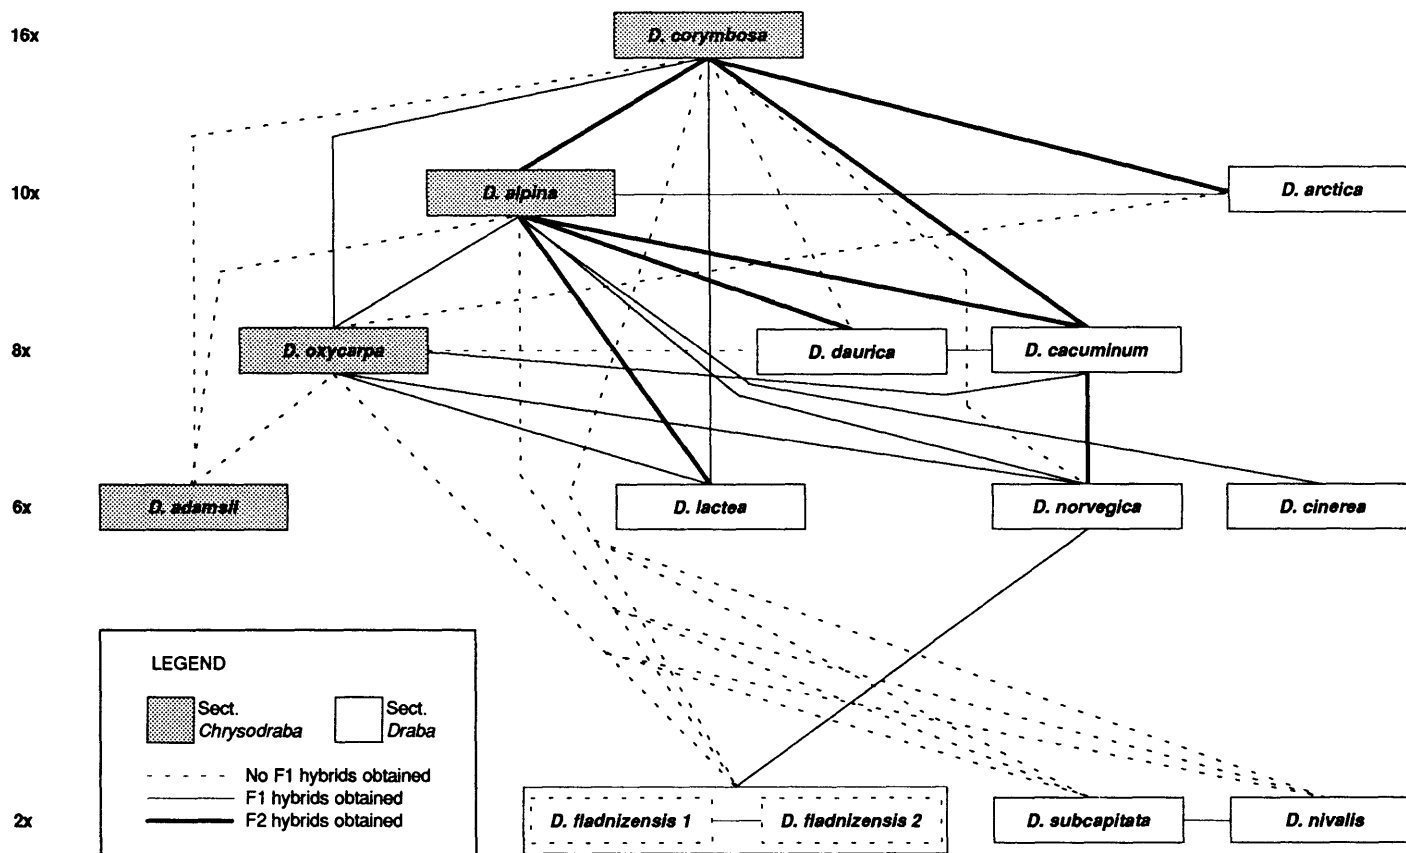 16x
D. corymbosa
10x
D. alpina
D. arctica
8x
D. oxycarpa
D. daurica
D. cacuminum
6x
D. adamsii
D. lactea
D. norvegica
D. cinerea
LEGEND
Sect.
Chrysodraba
Sect.
Draba
No F1 hybrids obtained
F1 hybrids obtained
F2 hybrids obtained
2x
D. fladnizensis 1
D. fladnizensis 2
D. subcapitata
D. nivalis